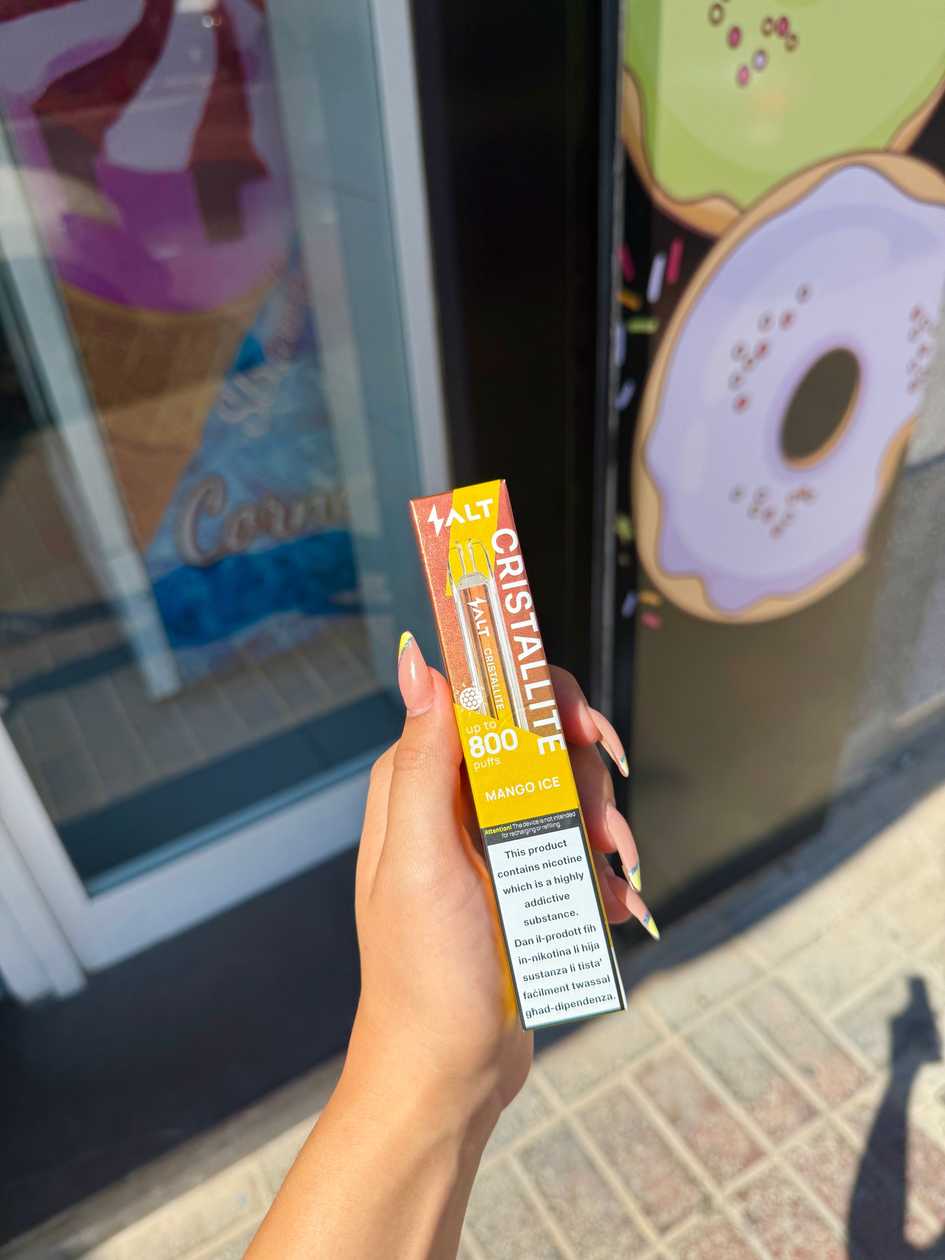 SALT
CRISTALLITE
SALT CRISTALLITE
up to
800
puffs
MANGO ICE
Attention! The device is not intended
for recharging or refilling.
This product
contains nicotine
which is a highly
addictive
substance.
Dan il-prodott fih
in-nikotina li hija
sustanza li tista'
faċilment twassal
għad-dipendenza.